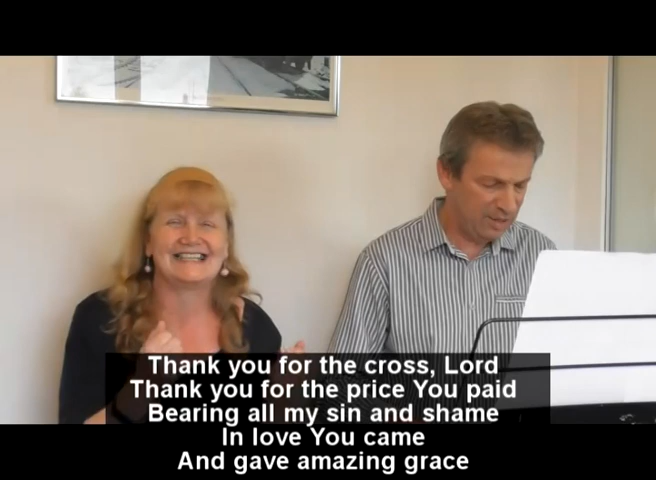 Thank you for the cross, Lord
Thank you for the price You paid
Bearing all my sin and shame
In love You came
And gave amazing grace